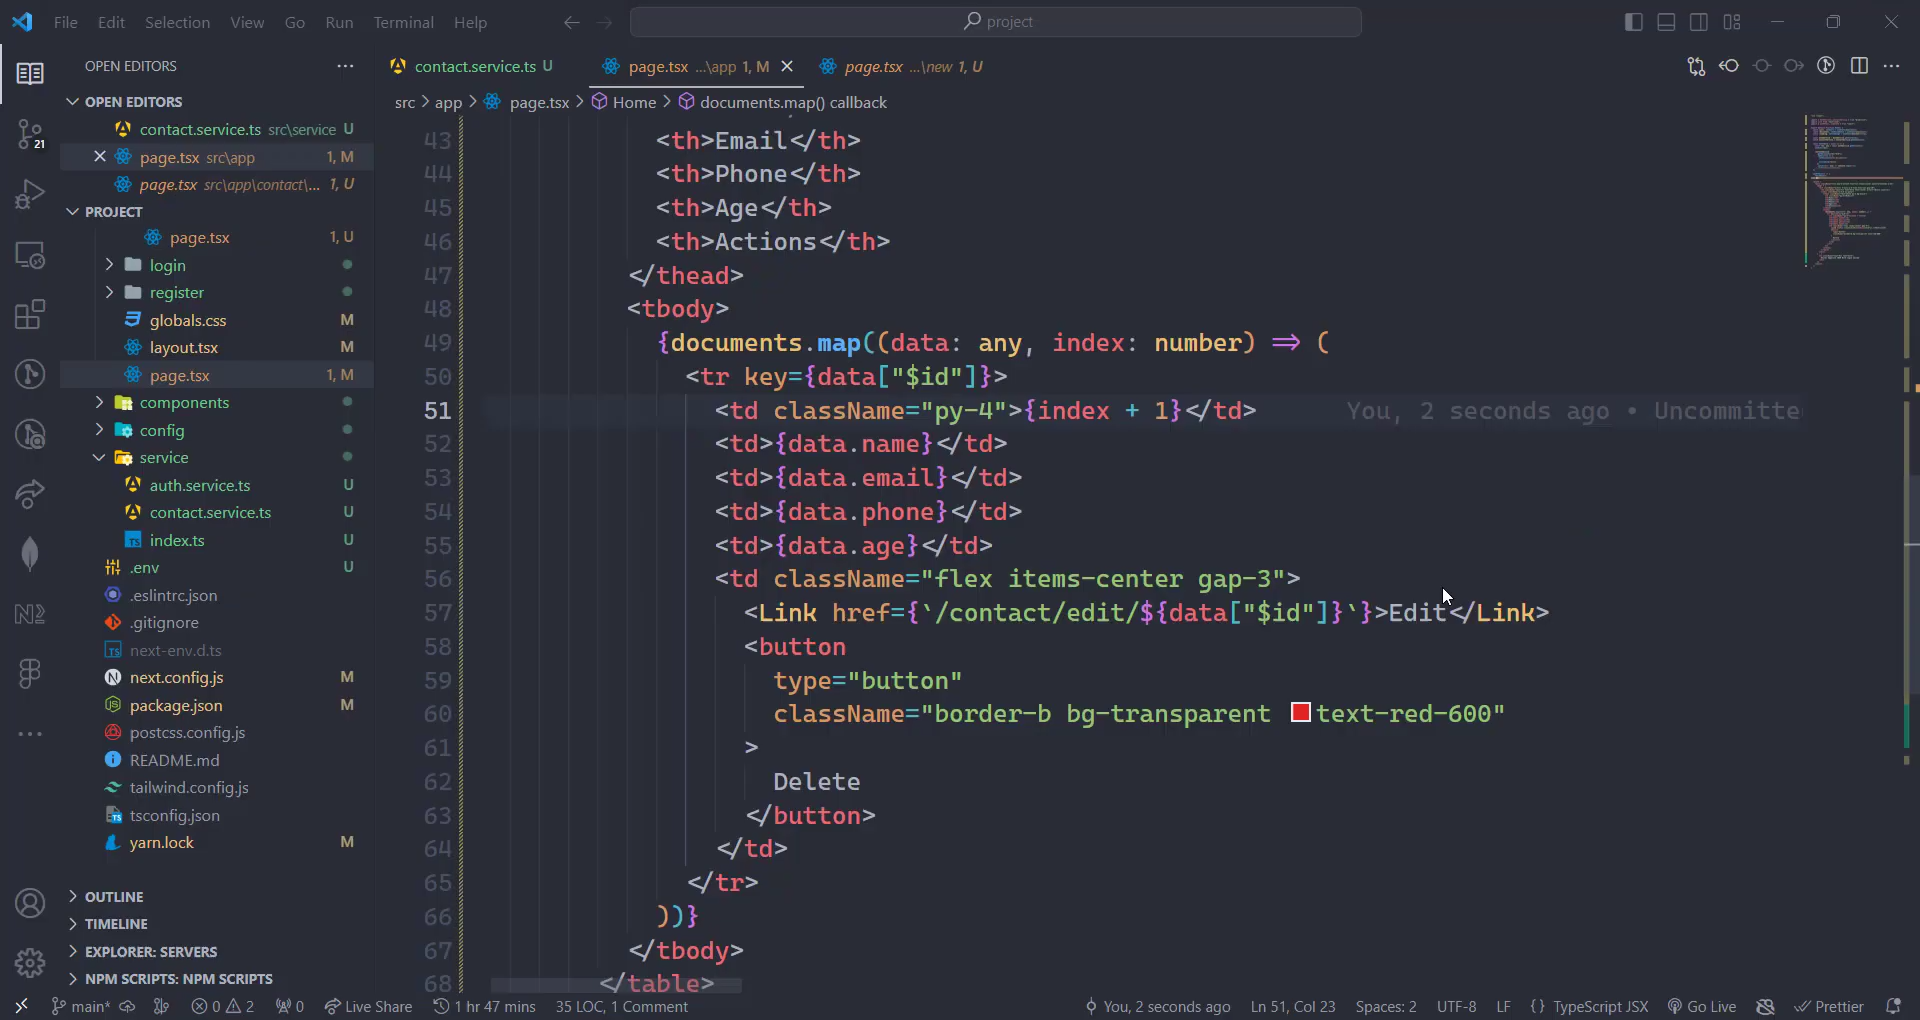 File Edit Selection View Go Run Terminal Help
project
OPEN EDITORS
contact.service.ts U
page.tsx ...\app 1, M
page.tsx ...\new 1, U
src > app > page.tsx > Home > documents.map() callback
21
OPEN EDITORS
contact.service.ts src\service U
page.tsx src\app 1, M
page.tsx src\app\contact\... 1, U
PROJECT
page.tsx 1, U
login
register
globals.css M
layout.tsx M
page.tsx 1, M
components
config
service
auth.service.ts U
contact.service.ts U
index.ts U
.env U
.eslintrc.json
.gitignore
next-env.d.ts
next.config.js M
package.json M
postcss.config.js
README.md
tailwind.config.js
tsconfig.json
yarn.lock M
OUTLINE
TIMELINE
EXPLORER: SERVERS
NPM SCRIPTS: NPM SCRIPTS
43 <th>Email</th>
44 <th>Phone</th>
45 <th>Age</th>
46 <th>Actions</th>
47 </thead>
48 <tbody>
49 {documents.map((data: any, index: number) => (
50 <tr key={data["$id"]}>
51 <td className="py-4">{index + 1}</td> You, 2 seconds ago • Uncommitte
52 <td>{data.name}</td>
53 <td>{data.email}</td>
54 <td>{data.phone}</td>
55 <td>{data.age}</td>
56 <td className="flex items-center gap-3">
57 <Link href={`/contact/edit/${data["$id"]}`}>Edit</Link>
58 <button
59 type="button"
60 className="border-b bg-transparent text-red-600"
61 >
62 Delete
63 </button>
64 </td>
65 </tr>
66 ))}
67 </tbody>
68 </table>
main* 0 2 0 Live Share 1 hr 47 mins 35 LOC, 1 Comment You, 2 seconds ago Ln 51, Col 23 Spaces: 2 UTF-8 LF {} TypeScript JSX Go Live Prettier